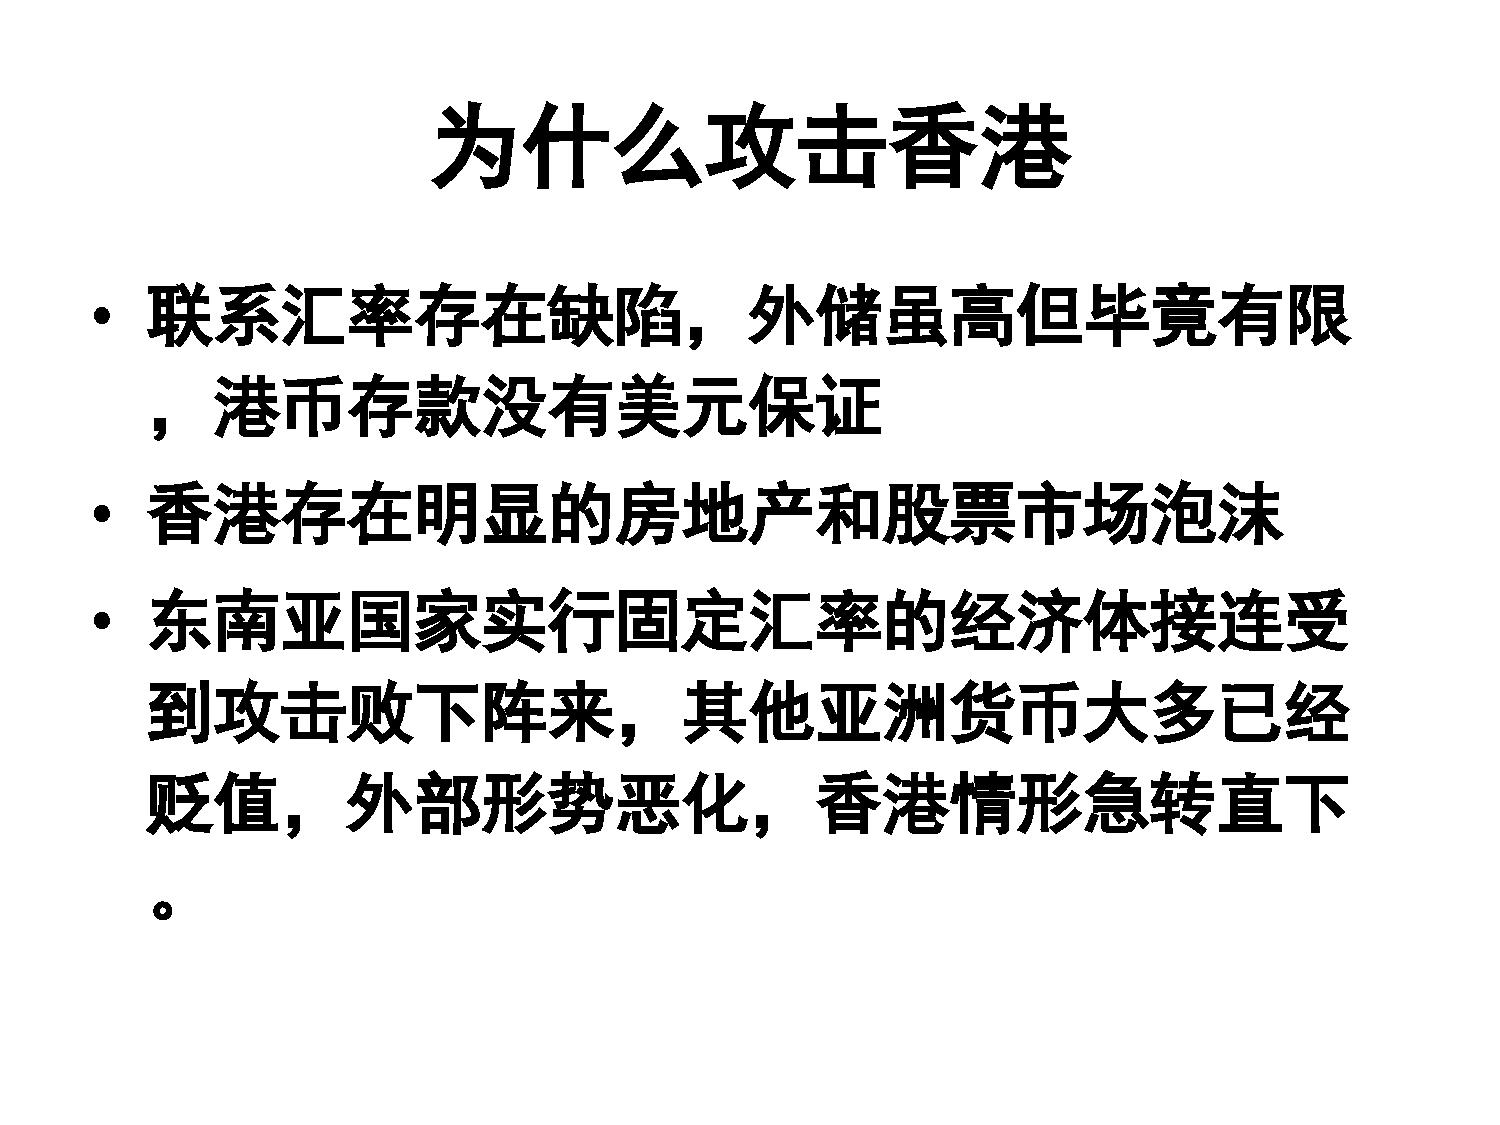 为什么攻击香港
• 联系汇率存在缺陷，外储虽高但毕竟有限
，港币存款没有美元保证
• 香港存在明显的房地产和股票市场泡沫
• 东南亚国家实行固定汇率的经济体接连受
到攻击败下阵来，其他亚洲货币大多已经
贬值，外部形势恶化，香港情形急转直下
。